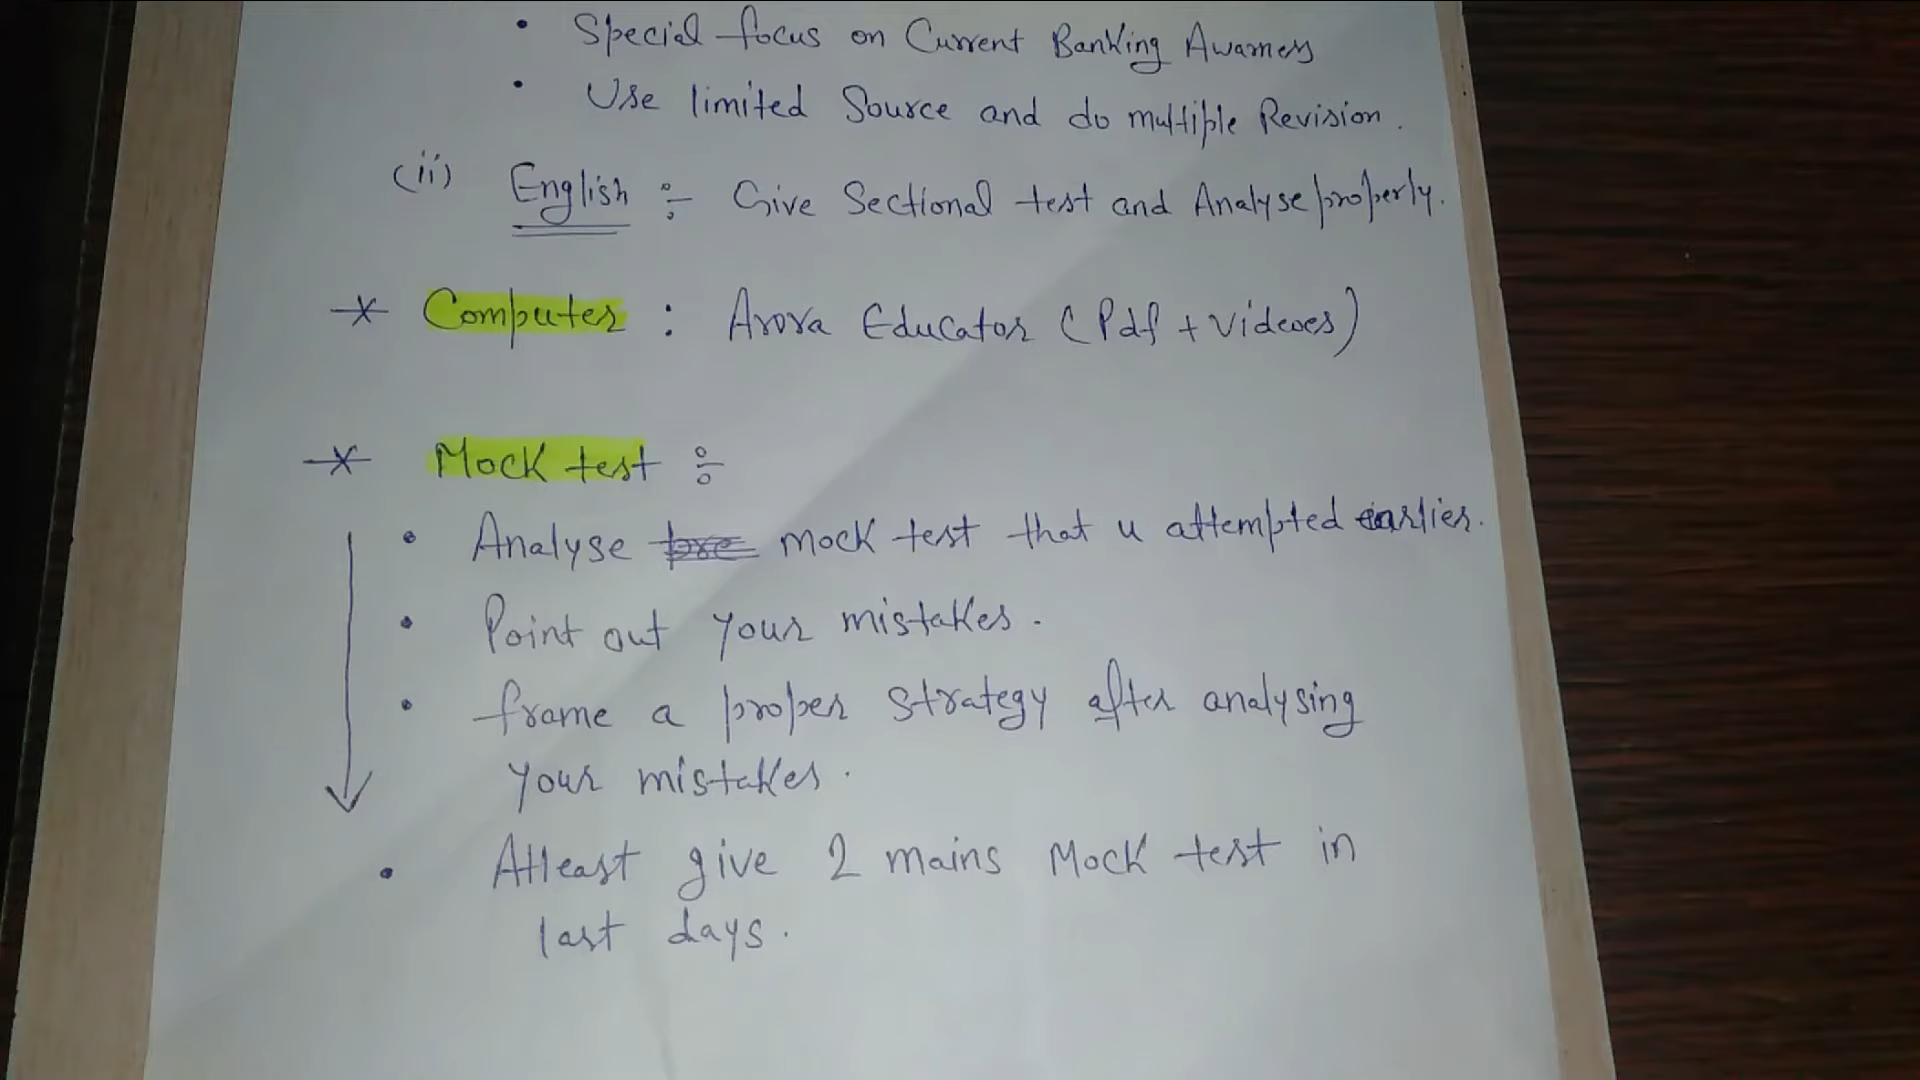 • Special focus on Current Banking Awarness
• Use limited Source and do multiple Revision.
(ii) English ÷ Give Sectional test and Analyse properly.
* Computer : Arora Educator (Pdf + Videoes)
* Mock test ÷
• Analyse mock test that u attempted earlier.
• Point out your mistakes.
• frame a proper strategy after analysing
your mistakes.
• Atleast give 2 mains Mock test in
last days.